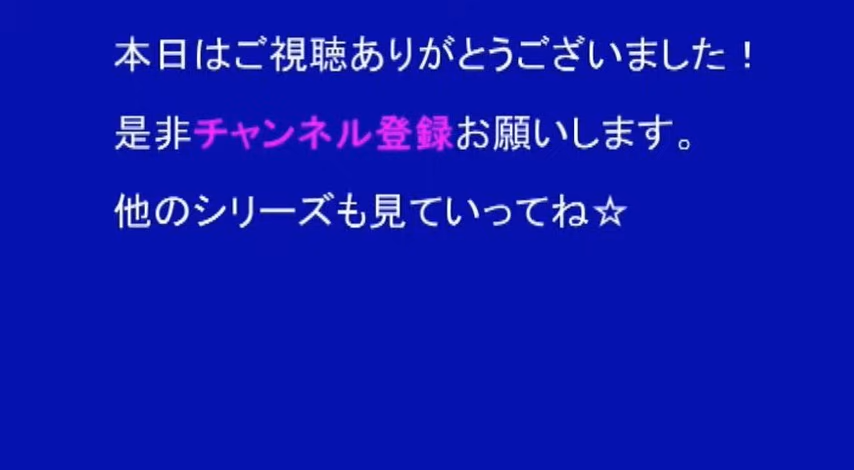 本日はご視聴ありがとうございました！
是非チャンネル登録お願いします。
他のシリーズも見ていってね☆